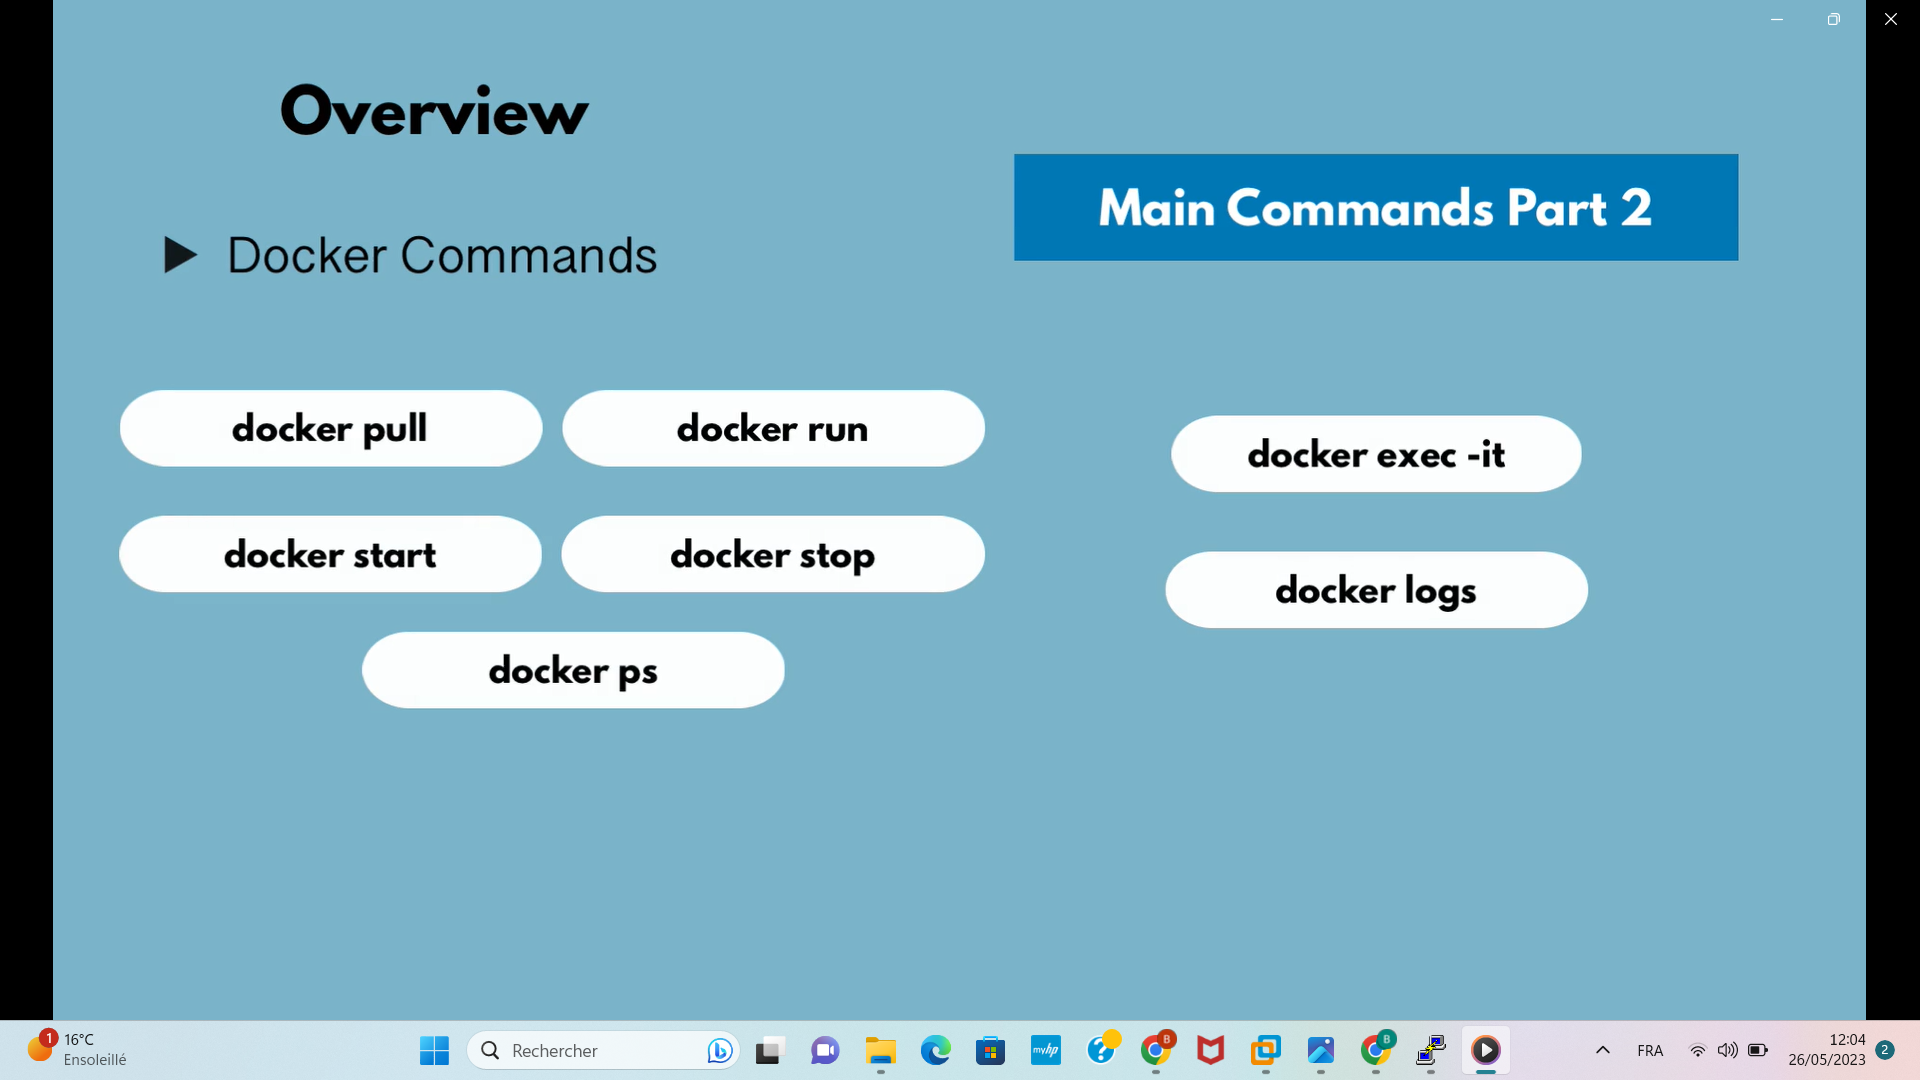 Overview
Main Commands Part 2
▶ Docker Commands
docker pull
docker run
docker exec -it
docker start
docker stop
docker logs
docker ps
1
16°C
Ensoleillé
Rechercher
myhp
B
B
FRA
12:04
26/05/2023
2